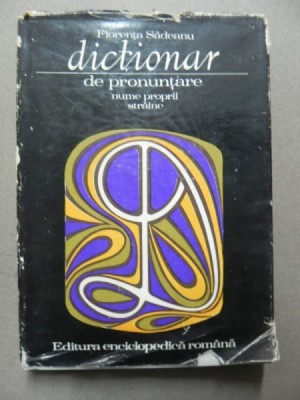 Florența Sădeanu
dicționar
de pronunțare
nume proprii
străine
Editura enciclopedică română